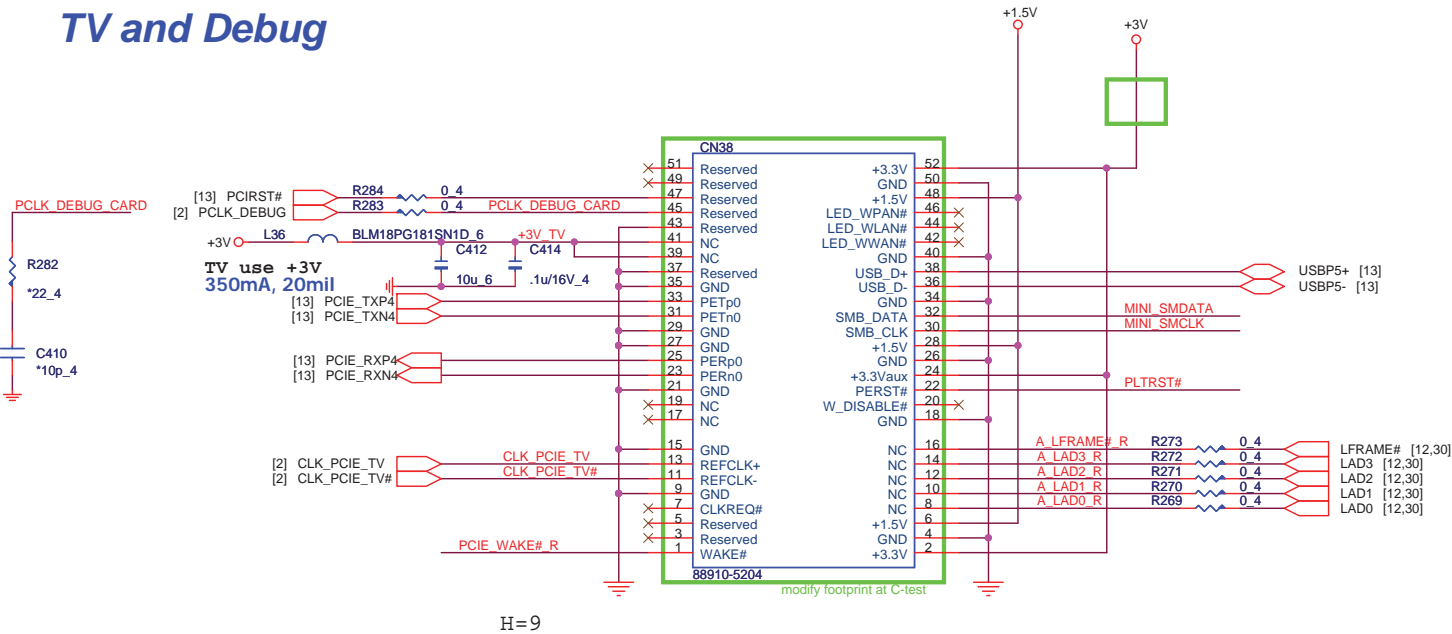 TV and Debug
+1.5V
+3V
CN38
51 Reserved +3.3V 52
49 Reserved GND 50
[13] PCIRST# R284 0_4 47 Reserved +1.5V 48
PCLK_DEBUG_CARD [2] PCLK_DEBUG R283 0_4 PCLK_DEBUG_CARD 45 Reserved LED_WPAN# 46
43 Reserved LED_WLAN# 44
+3V L36 BLM18PG181SN1D_6 +3V_TV 41 NC LED_WWAN# 42
C412 C414 39 NC GND 40
R282 TV use +3V 37 Reserved USB_D+ 38 USBP5+ [13]
*22_4 350mA, 20mil 10u_6 .1u/16V_4 35 GND USB_D- 36 USBP5- [13]
[13] PCIE_TXP4 33 PETp0 GND 34
[13] PCIE_TXN4 31 PETn0 SMB_DATA 32 MINI_SMDATA
29 GND SMB_CLK 30 MINI_SMCLK
C410 27 GND +1.5V 28
*10p_4 [13] PCIE_RXP4 25 PERp0 GND 26
[13] PCIE_RXN4 23 PERn0 +3.3Vaux 24
21 GND PERST# 22 PLTRST#
19 NC W_DISABLE# 20
17 NC GND 18
15 GND NC 16 A_LFRAME#_R R273 0_4 LFRAME# [12,30]
[2] CLK_PCIE_TV CLK_PCIE_TV 13 REFCLK+ NC 14 A_LAD3_R R272 0_4 LAD3 [12,30]
[2] CLK_PCIE_TV# CLK_PCIE_TV# 11 REFCLK- NC 12 A_LAD2_R R271 0_4 LAD2 [12,30]
9 GND NC 10 A_LAD1_R R270 0_4 LAD1 [12,30]
7 CLKREQ# NC 8 A_LAD0_R R269 0_4 LAD0 [12,30]
5 Reserved +1.5V 6
3 Reserved GND 4
PCIE_WAKE#_R 1 WAKE# +3.3V 2
88910-5204
modify footprint at C-test
H=9